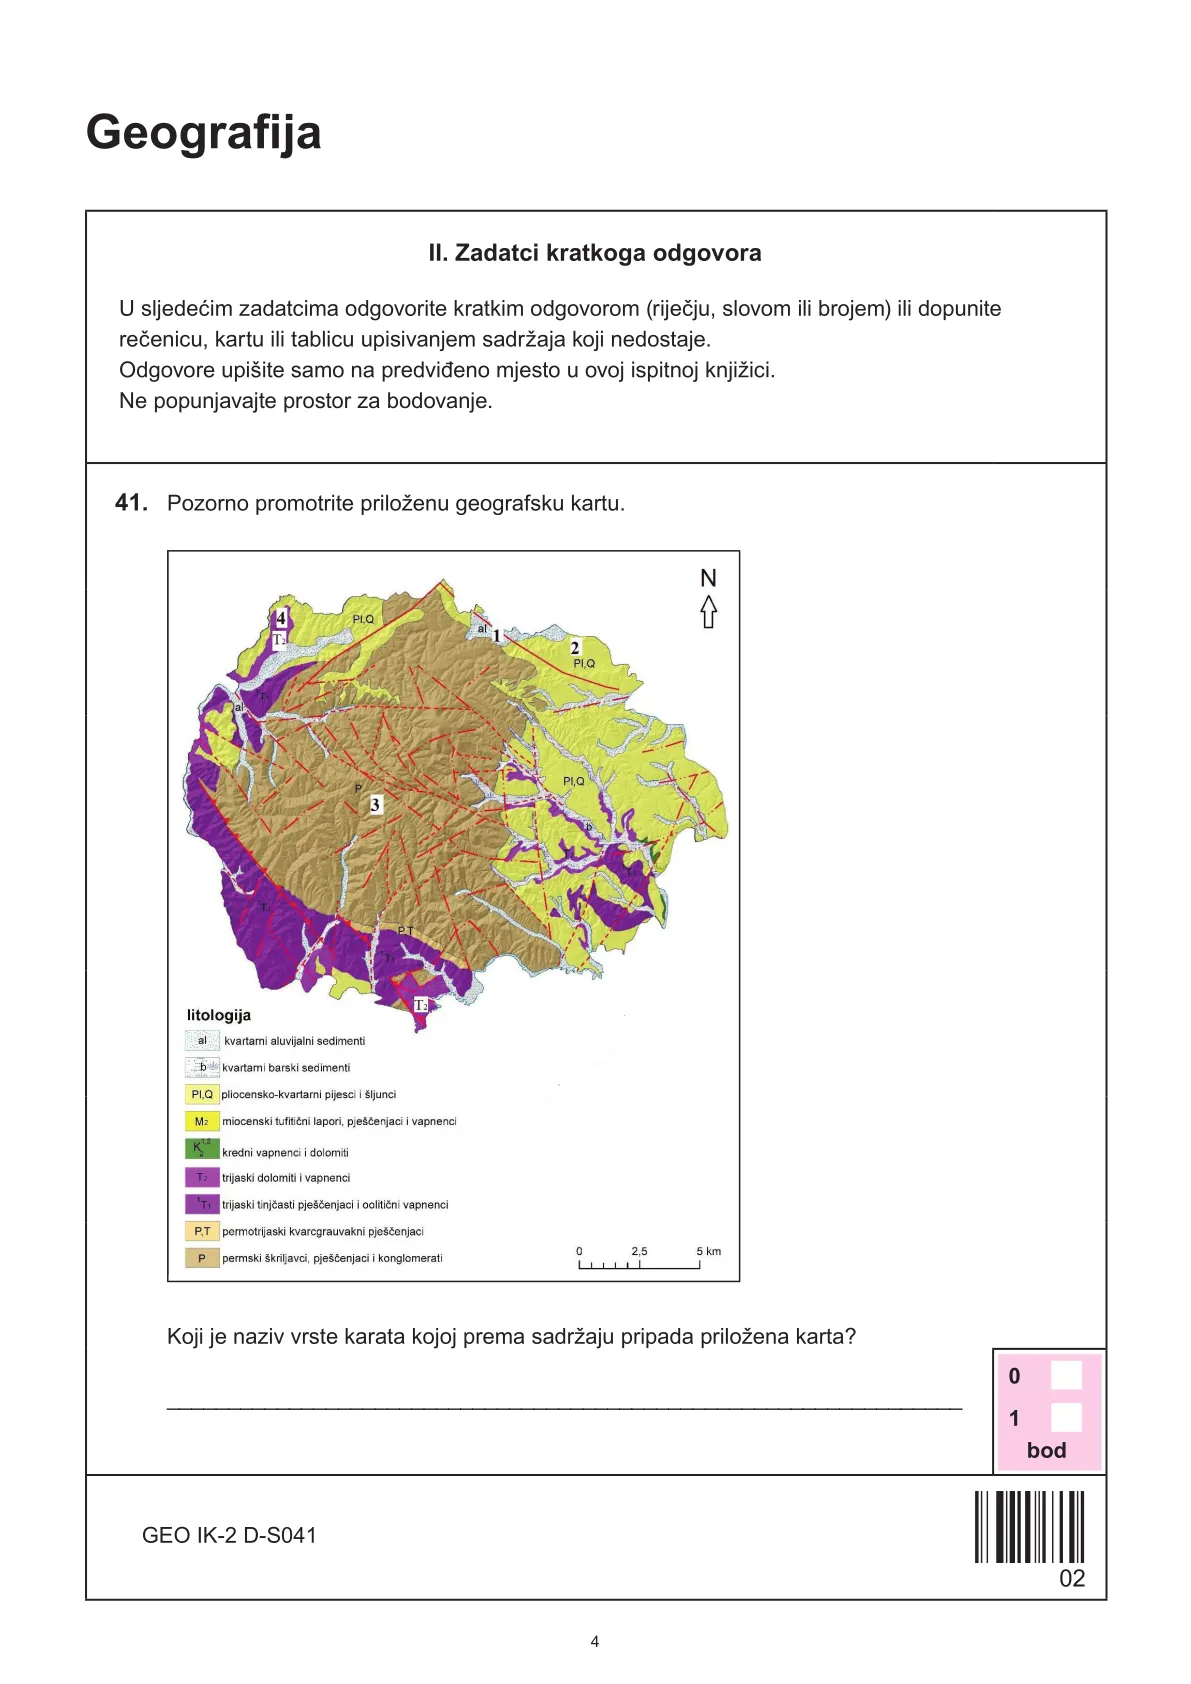 Geografija
II. Zadatci kratkoga odgovora
U sljedećim zadatcima odgovorite kratkim odgovorom (riječju, slovom ili brojem) ili dopunite
rečenicu, kartu ili tablicu upisivanjem sadržaja koji nedostaje.
Odgovore upišite samo na predviđeno mjesto u ovoj ispitnoj knjižici.
Ne popunjavajte prostor za bodovanje.
41. Pozorno promotrite priloženu geografsku kartu.
N
4
Pl,Q
T2
al
1
2
Pl,Q
al
Pl,Q
P
3
b
P,T
¹T1
T2
litologija
al kvartarni aluvijalni sedimenti
b kvartarni barski sedimenti
Pl,Q pliocensko-kvartarni pijesci i šljunci
M2 miocenski tufitični lapori, pješčenjaci i vapnenci
K 1,2 2 kredni vapnenci i dolomiti
T2 trijaski dolomiti i vapnenci
¹T1 trijaski tinjčasti pješčenjaci i oolitični vapnenci
P,T permotrijaski kvarcgrauvakni pješčenjaci
P permski škriljavci, pješčenjaci i konglomerati
0 2,5 5 km
Koji je naziv vrste karata kojoj prema sadržaju pripada priložena karta?
0
1
bod
GEO IK-2 D-S041
02
4